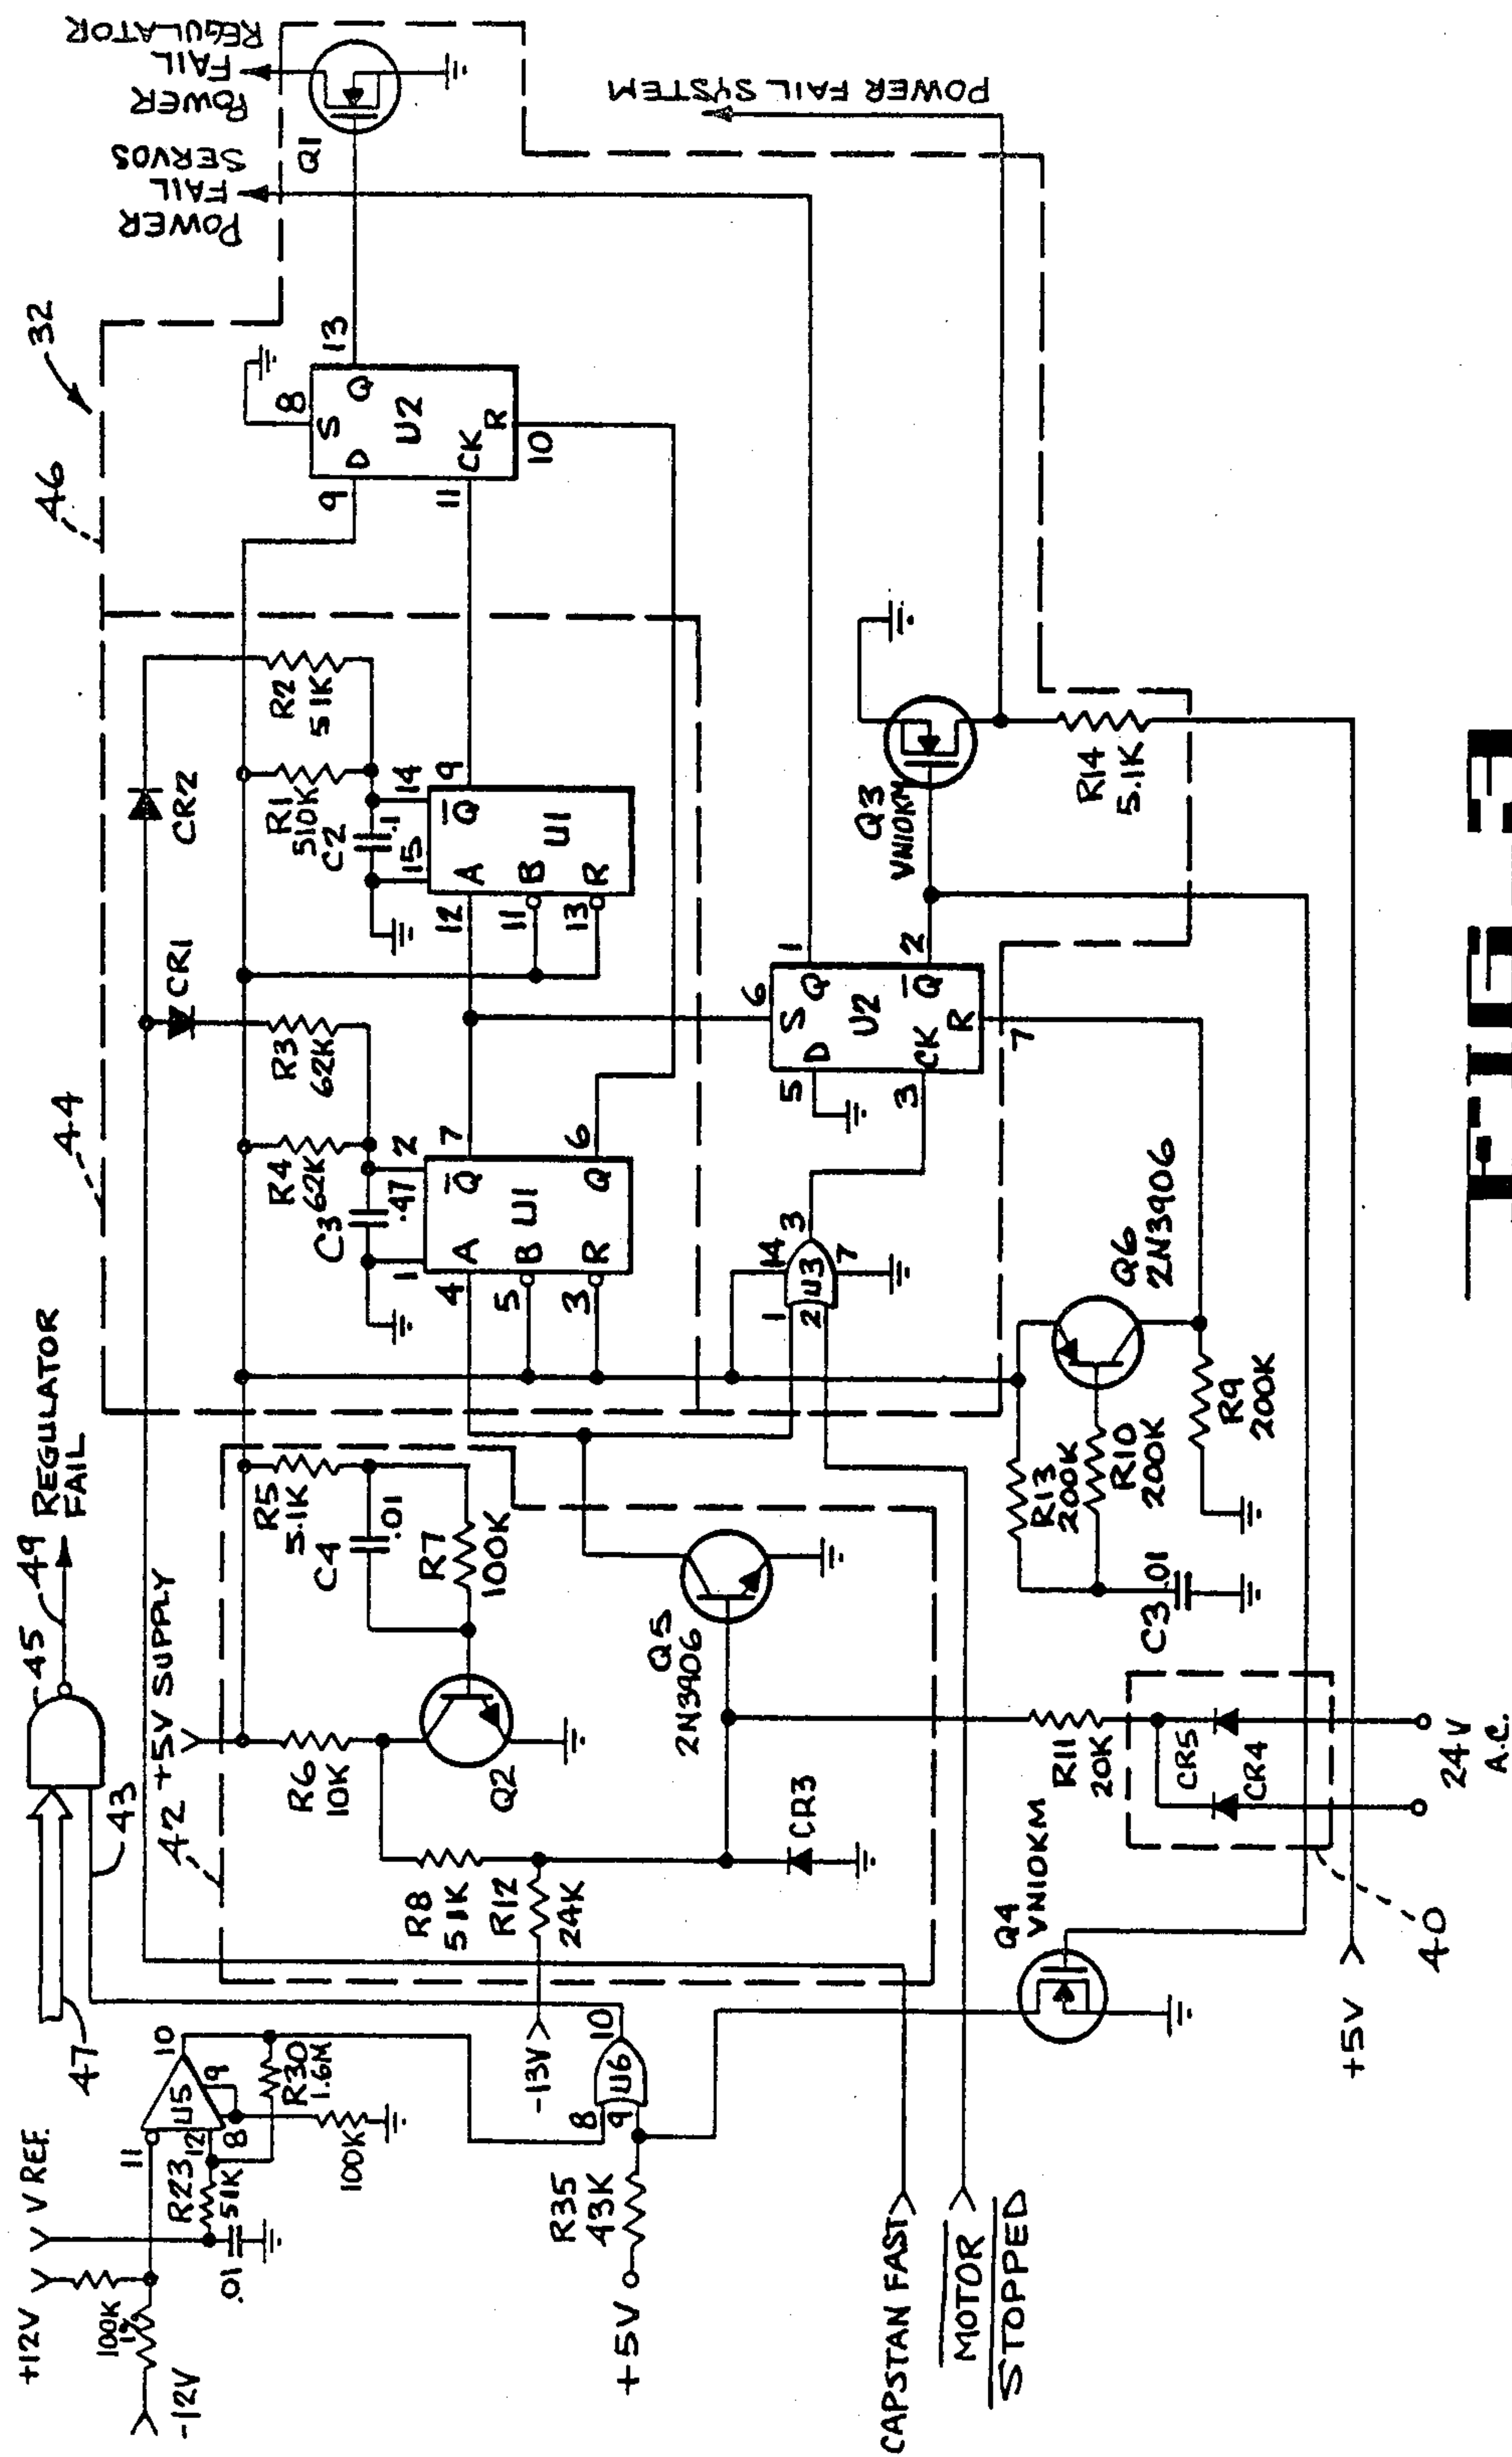 32
46
44
POWER FAIL REGULATOR
POWER FAIL SERVOS
POWER FAIL SYSTEM
Q1
8
S
9
D
Q
13
U2
11
CK
R
10
CR2
CR1
R2
51K
R1
510K
C2
.1
14
15
A
Q
9
U1
12
B
11
R
13
R3
62K
R4
62K
C3
.47
2
1
A
Q
7
U1
4
B
5
R
Q
6
3
6
S
Q
1
5
D
U2
Q
2
3
CK
R
7
Q3
VN10KM
R14
5.1K
14
1
U3
3
2
7
Q6
2N3906
R13
200K
R10
200K
R9
200K
C3
.01
45
49
REGULATOR
FAIL
47
43
42
+5V SUPPLY
R5
5.1K
C4
.01
R7
100K
R6
10K
Q2
R8
51K
R12
24K
-13V
Q5
2N3906
CR3
R11
20K
CR5
CR4
24V
A.C.
40
Q4
VN10KM
+5V
+12V
V REF.
100K
1%
-12V
11
U5
10
9
12
8
R23
51K
.01
R30
1.6M
100K
8
U6
10
9
R35
43K
+5V
CAPSTAN FAST
MOTOR
STOPPED
FIG 3